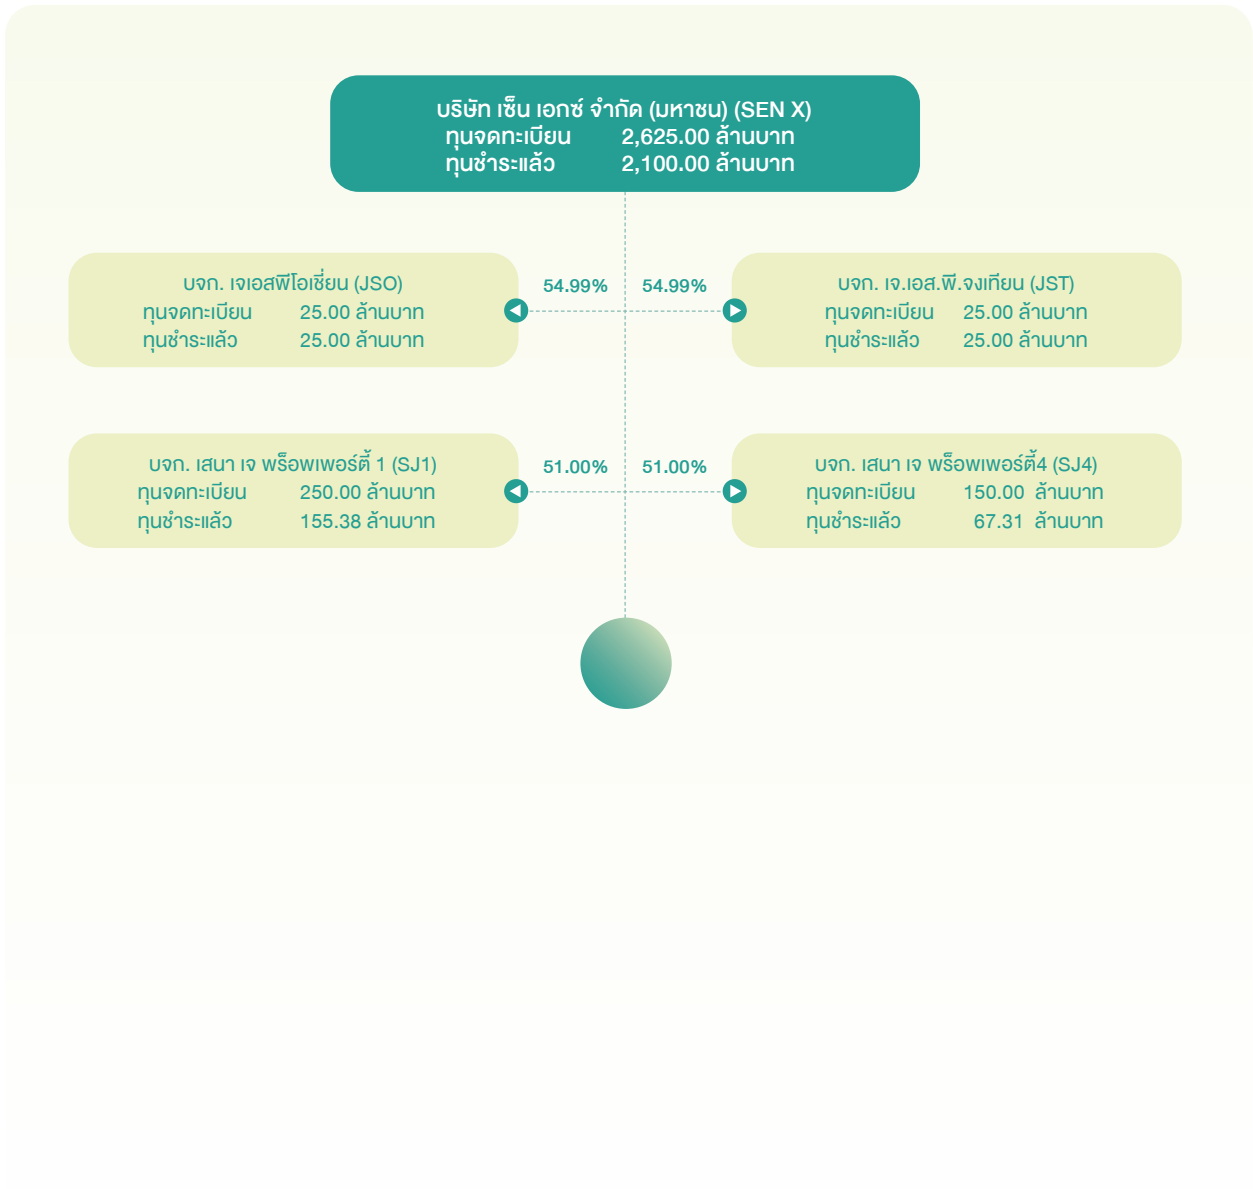 บริษัท เซ็น เอกซ์ จำกัด (มหาชน) (SEN X)
ทุนจดทะเบียน 2,625.00 ล้านบาท
ทุนชำระแล้ว 2,100.00 ล้านบาท
บจก. เจเอสพีโอเชี่ยน (JSO)
ทุนจดทะเบียน 25.00 ล้านบาท
ทุนชำระแล้ว 25.00 ล้านบาท
54.99% 54.99%
บจก. เจ.เอส.พี.จงเทียน (JST)
ทุนจดทะเบียน 25.00 ล้านบาท
ทุนชำระแล้ว 25.00 ล้านบาท
บจก. เสนา เจ พร็อพเพอร์ตี้ 1 (SJ1)
ทุนจดทะเบียน 250.00 ล้านบาท
ทุนชำระแล้ว 155.38 ล้านบาท
51.00% 51.00%
บจก. เสนา เจ พร็อพเพอร์ตี้4 (SJ4)
ทุนจดทะเบียน 150.00 ล้านบาท
ทุนชำระแล้ว 67.31 ล้านบาท